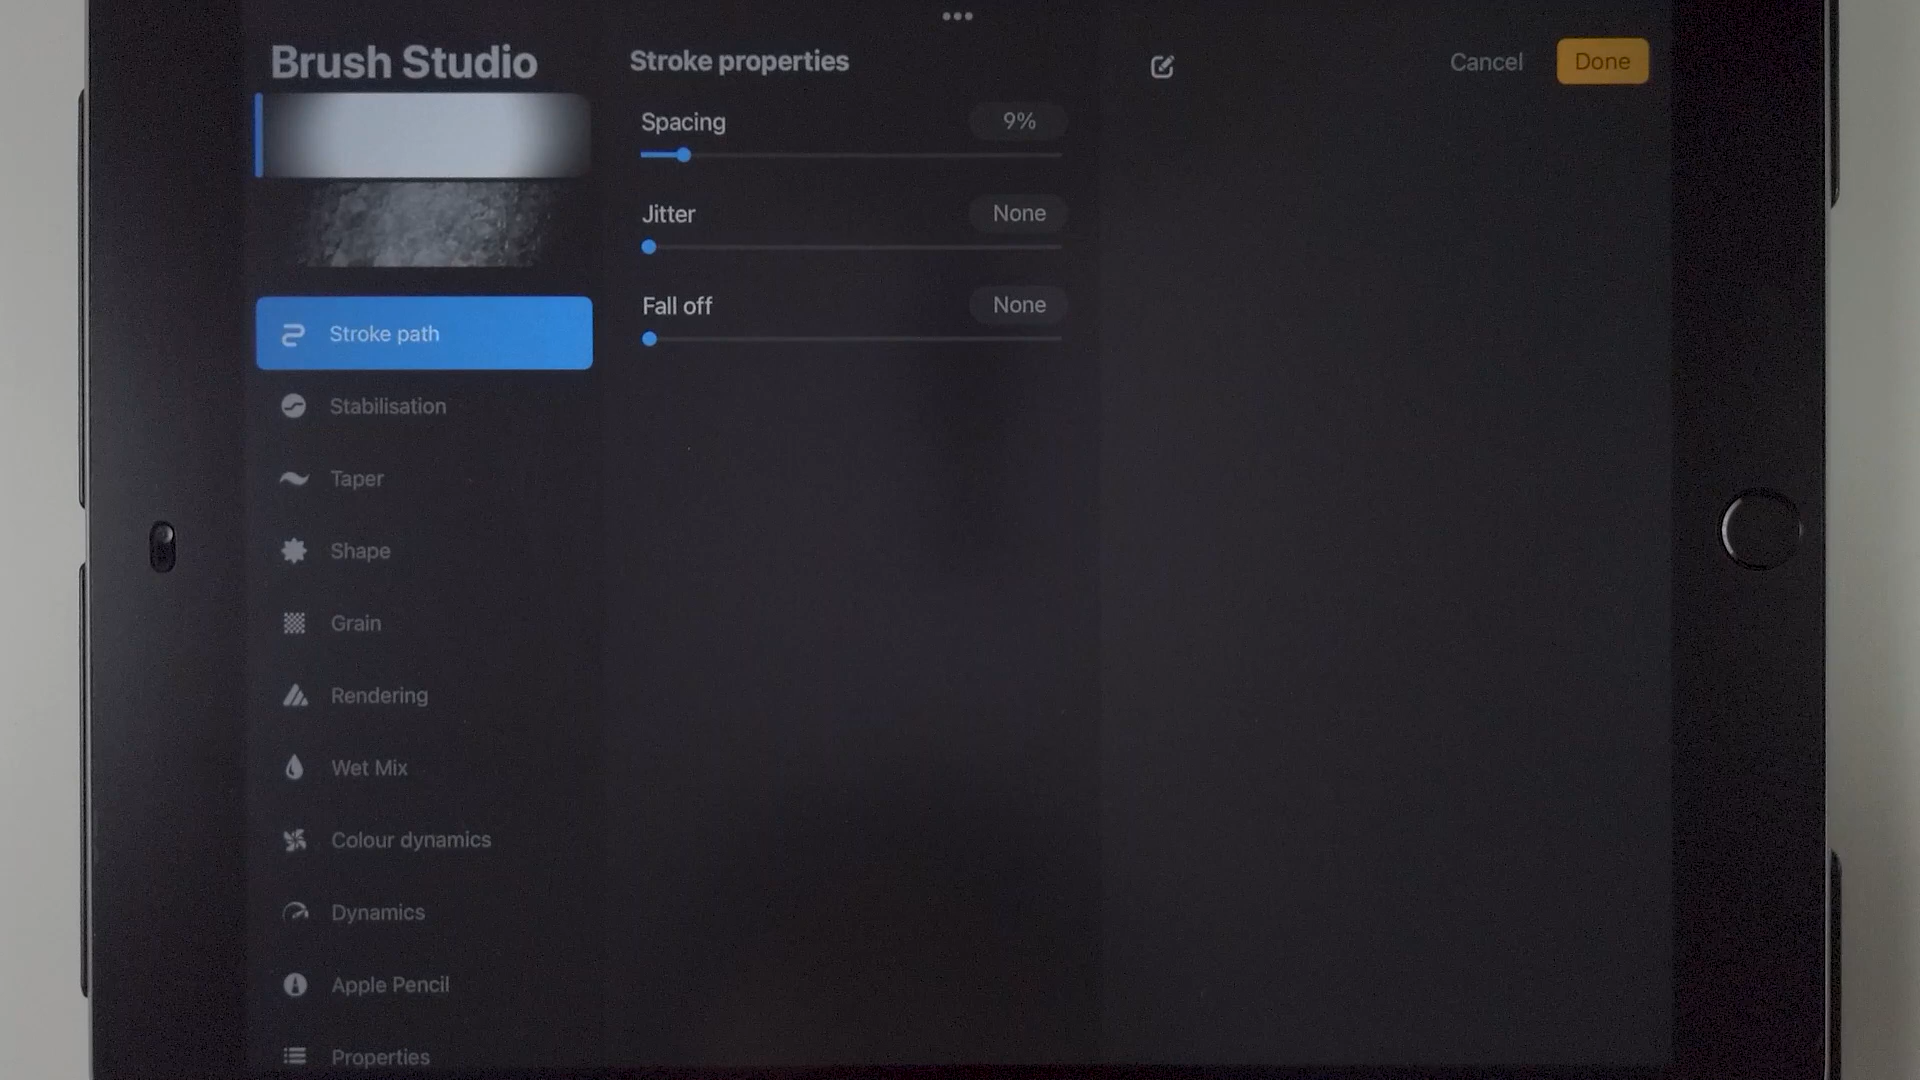 Brush Studio
Stroke path
Stabilisation
Taper
Shape
Grain
Rendering
Wet Mix
Colour dynamics
Dynamics
Apple Pencil
Properties
Stroke properties
Spacing 9%
Jitter None
Fall off None
Cancel Done